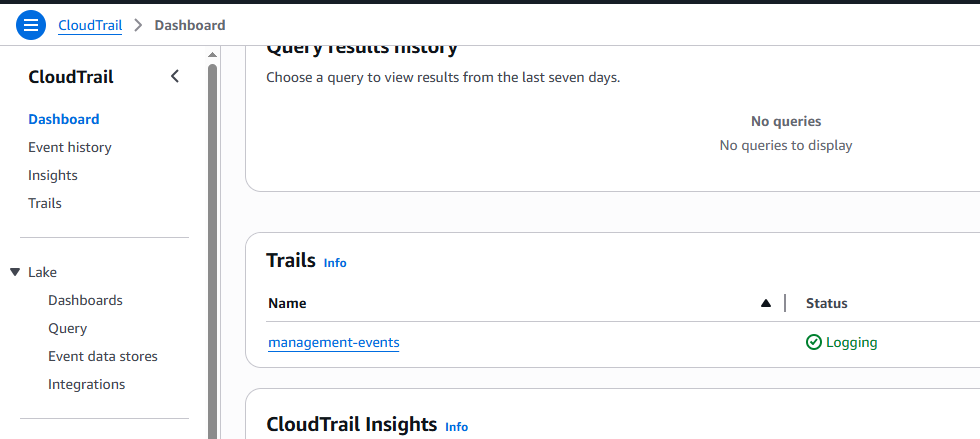 CloudTrail > Dashboard
CloudTrail
Dashboard
Event history
Insights
Trails
Lake
Dashboards
Query
Event data stores
Integrations
Query results history
Choose a query to view results from the last seven days.
No queries
No queries to display
Trails Info
Name Status
management-events Logging
CloudTrail Insights Info